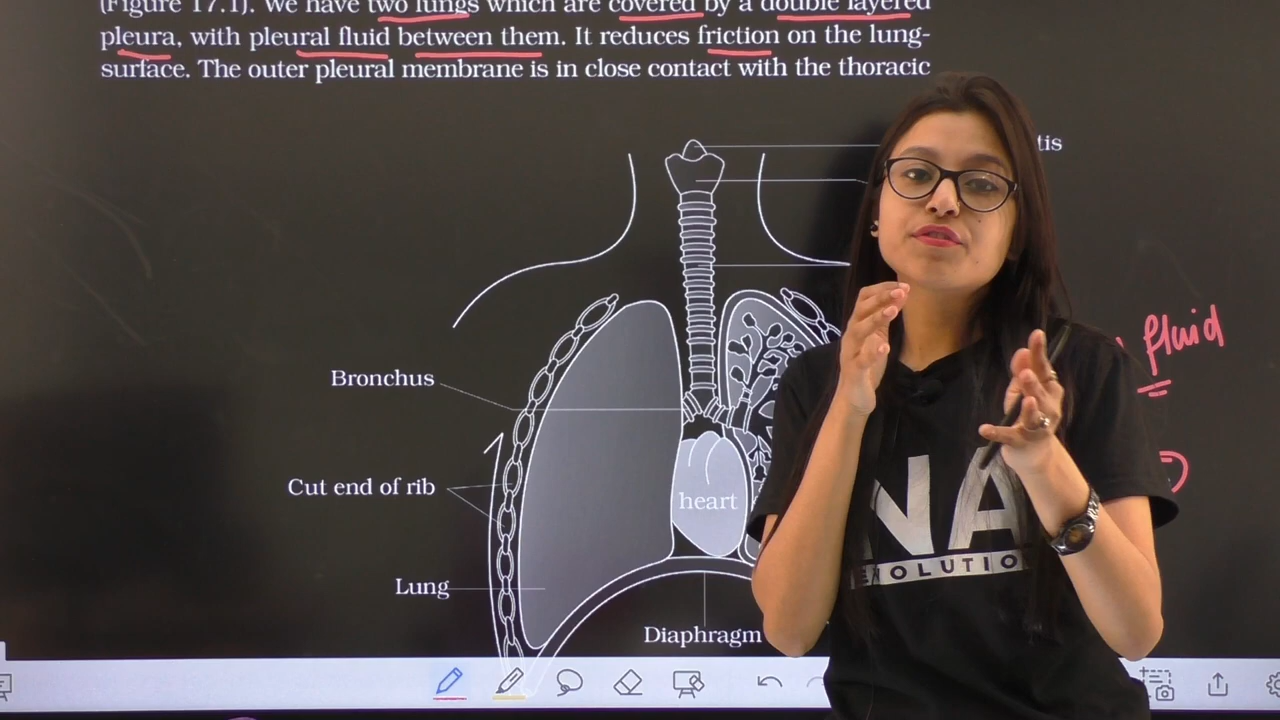 (Figure 17.1). We have two lungs which are covered by a double layered
pleura, with pleural fluid between them. It reduces friction on the lung-
surface. The outer pleural membrane is in close contact with the thoracic
tis
fluid
Bronchus
Cut end of rib
heart
Lung
Diaphragm
NA